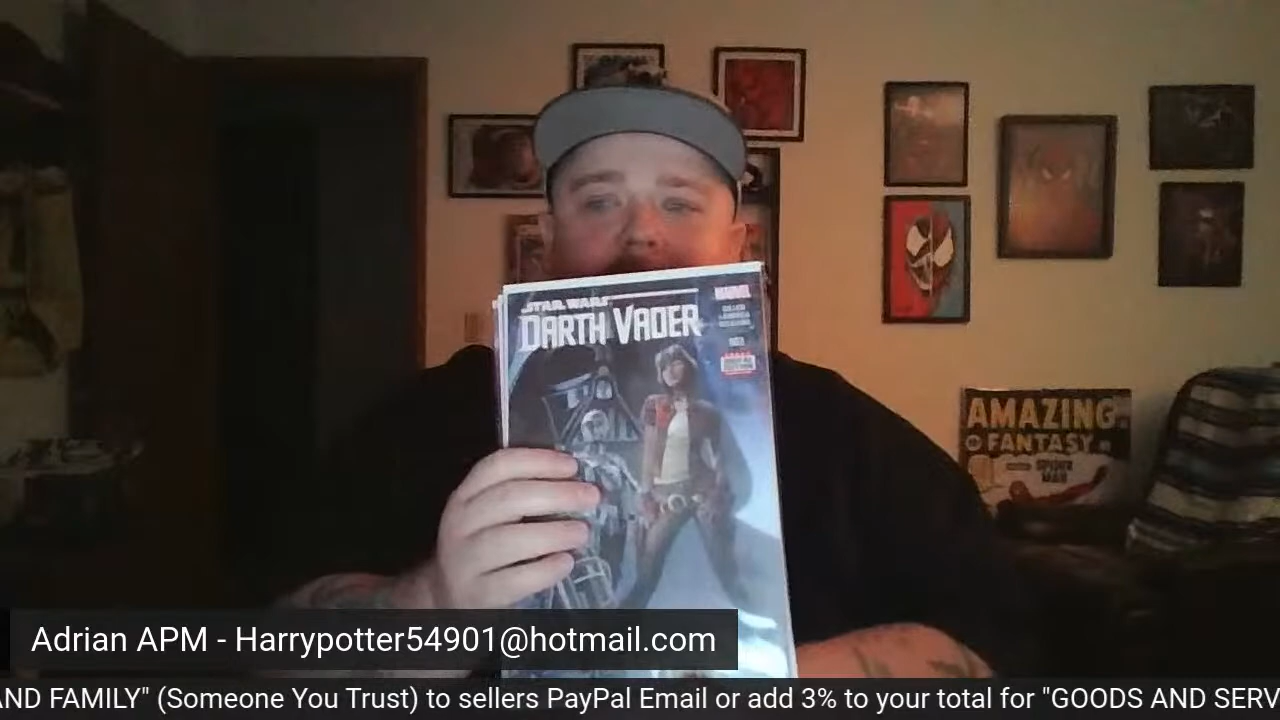 STAR WARS
MARVEL
DARTH VADER
AMAZING
FANTASY
SPIDER
MAN
Adrian APM - Harrypotter54901@hotmail.com
AND FAMILY" (Someone You Trust) to sellers PayPal Email or add 3% to your total for "GOODS AND SERV